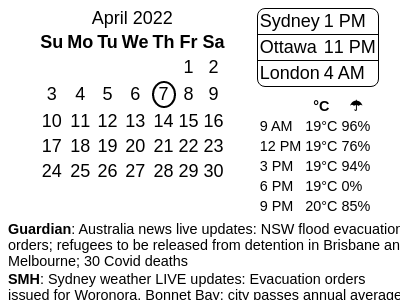 April 2022
Su Mo Tu We Th Fr Sa
1 2
3 4 5 6 7 8 9
10 11 12 13 14 15 16
17 18 19 20 21 22 23
24 25 26 27 28 29 30
Sydney 1 PM
Ottawa 11 PM
London 4 AM
°C ☂
9 AM 19°C 96%
12 PM 19°C 76%
3 PM 19°C 94%
6 PM 19°C 0%
9 PM 20°C 85%
Guardian: Australia news live updates: NSW flood evacuation
orders; refugees to be released from detention in Brisbane an
Melbourne; 30 Covid deaths
SMH: Sydney weather LIVE updates: Evacuation orders
issued for Woronora, Bonnet Bay; city passes annual average